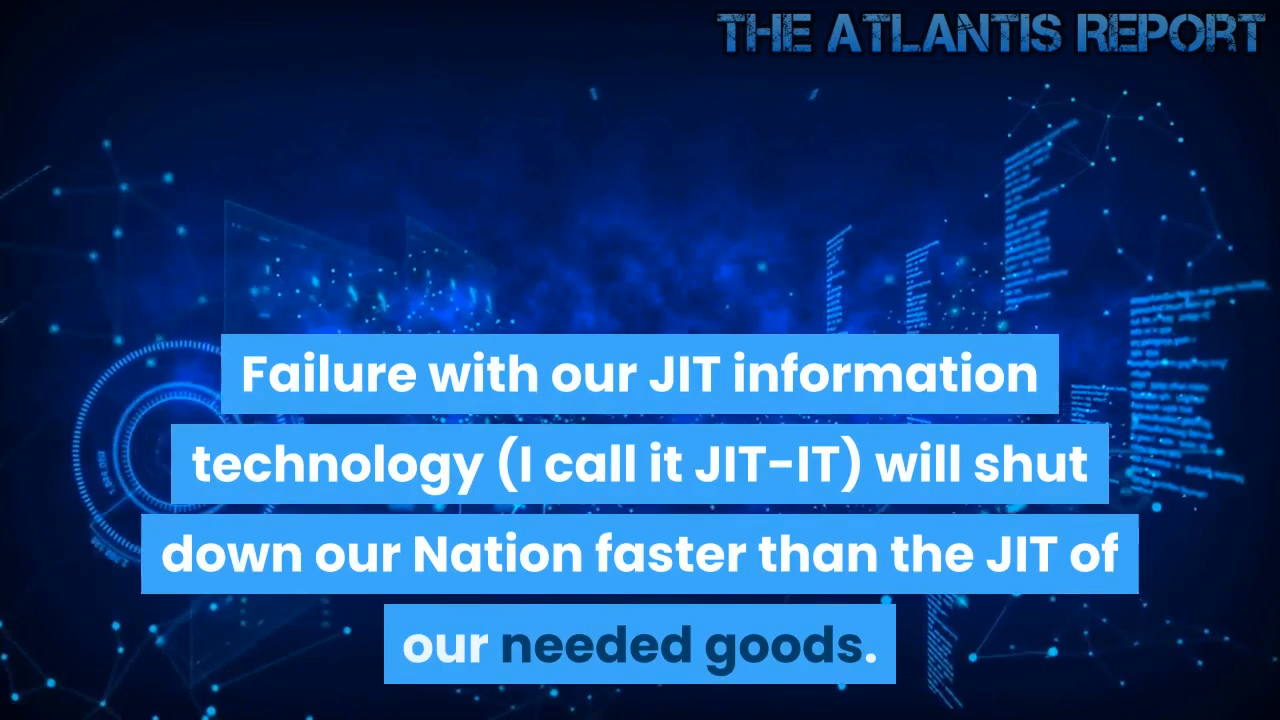 THE ATLANTIS REPORT
Failure with our JIT information
technology (I call it JIT-IT) will shut
down our Nation faster than the JIT of
our needed goods.